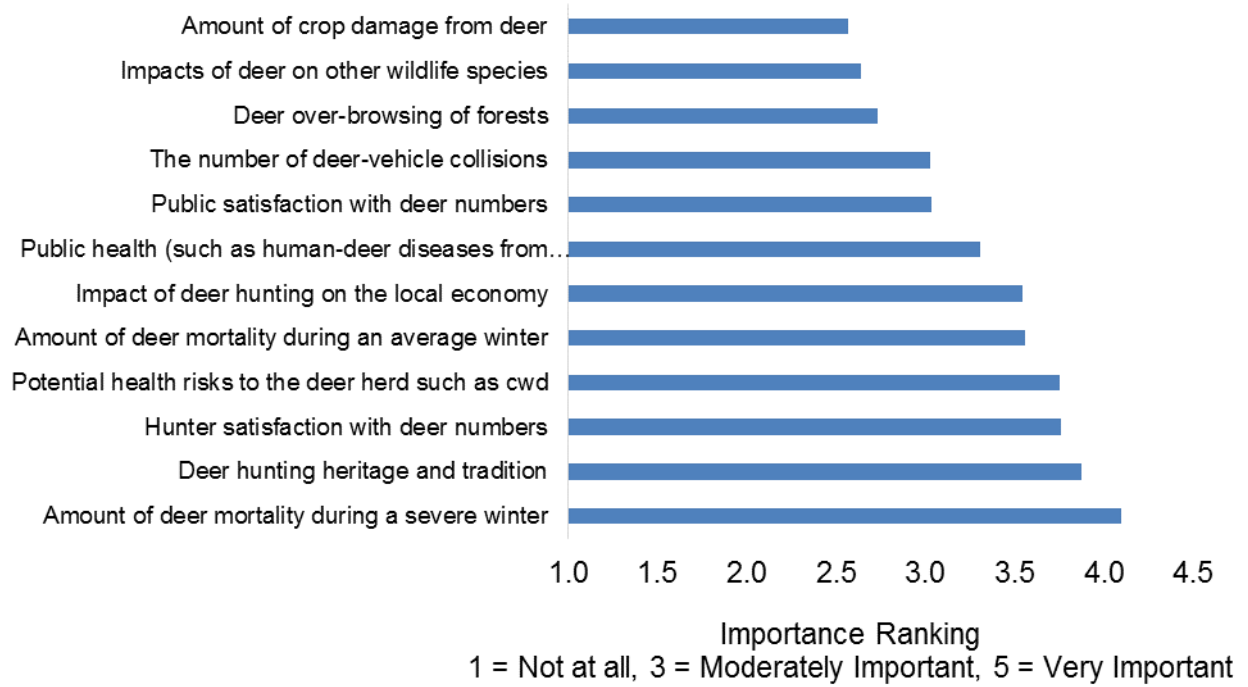 Amount of crop damage from deer
Impacts of deer on other wildlife species
Deer over-browsing of forests
The number of deer-vehicle collisions
Public satisfaction with deer numbers
Public health (such as human-deer diseases from…
Impact of deer hunting on the local economy
Amount of deer mortality during an average winter
Potential health risks to the deer herd such as cwd
Hunter satisfaction with deer numbers
Deer hunting heritage and tradition
Amount of deer mortality during a severe winter
1.0 1.5 2.0 2.5 3.0 3.5 4.0 4.5
Importance Ranking
1 = Not at all, 3 = Moderately Important, 5 = Very Important